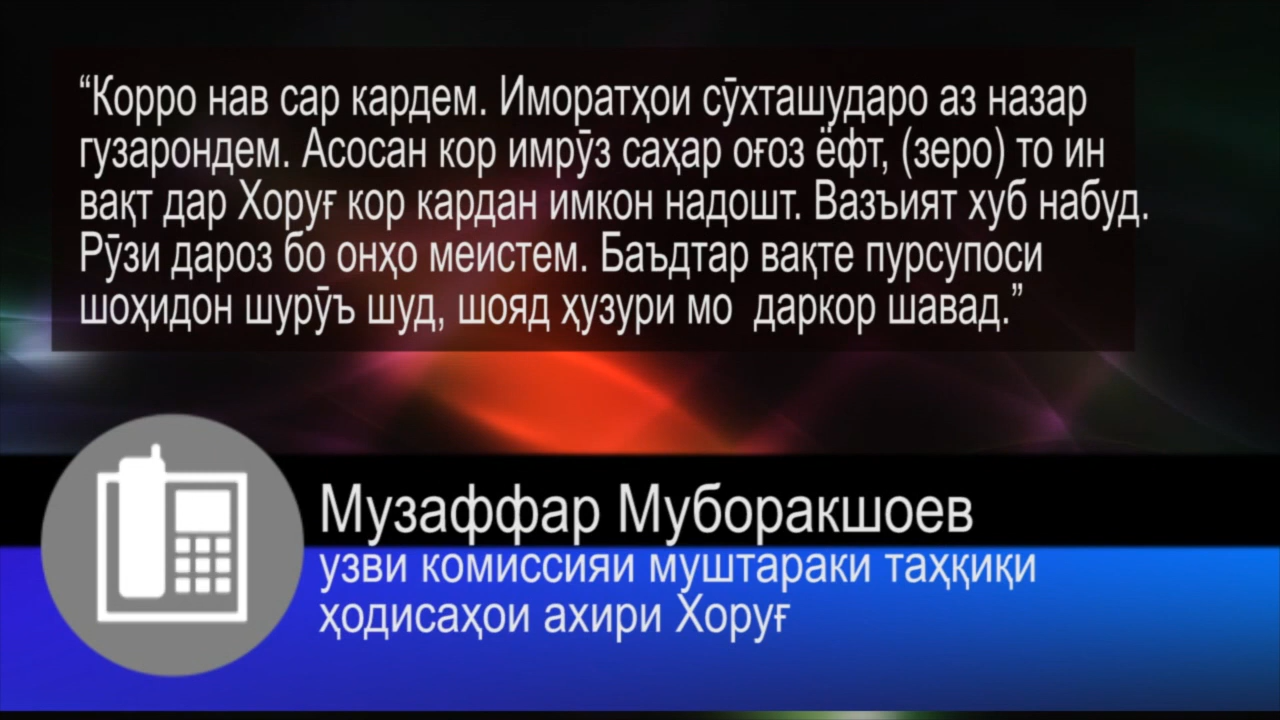 “Корро нав сар кардем. Иморатҳои сӯхташударо аз назар
гузарондем. Асосан кор имрӯз саҳар оғоз ёфт, (зеро) то ин
вақт дар Хоруғ кор кардан имкон надошт. Вазъият хуб набуд.
Рӯзи дароз бо онҳо меистем. Баъдтар вақте пурсупоси
шоҳидон шурӯъ шуд, шояд ҳузури мо даркор шавад.”
Музаффар Муборакшоев
узви комиссияи муштараки таҳқиқи
ҳодисаҳои ахири Хоруғ